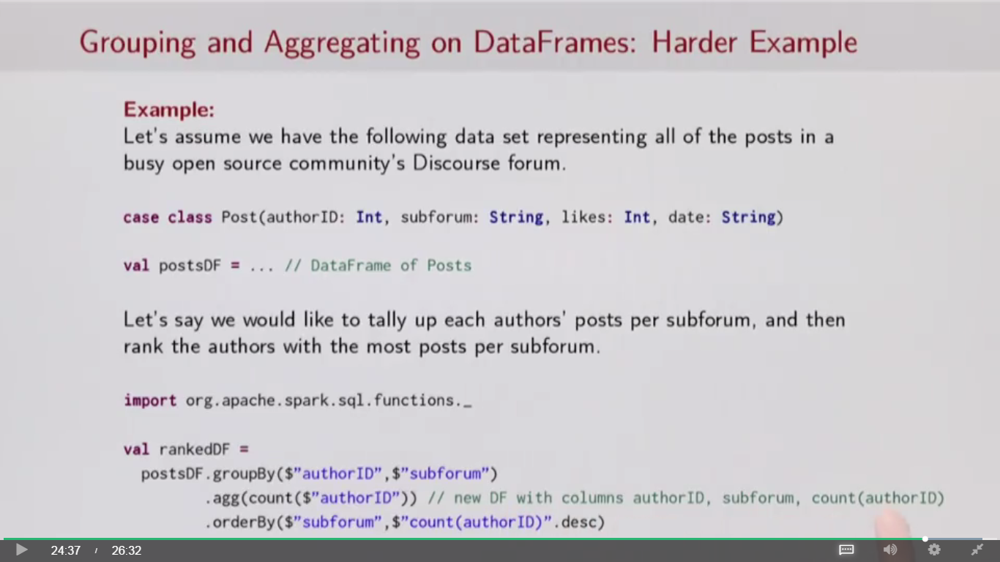 Grouping and Aggregating on DataFrames: Harder Example
Example:
Let's assume we have the following data set representing all of the posts in a
busy open source community's Discourse forum.
case class Post(authorID: Int, subforum: String, likes: Int, date: String)
val postsDF = ... // DataFrame of Posts
Let's say we would like to tally up each authors' posts per subforum, and then
rank the authors with the most posts per subforum.
import org.apache.spark.sql.functions._
val rankedDF =
postsDF.groupBy($"authorID",$"subforum")
.agg(count($"authorID")) // new DF with columns authorID, subforum, count(authorID)
.orderBy($"subforum",$"count(authorID)".desc)
24:37 / 26:32